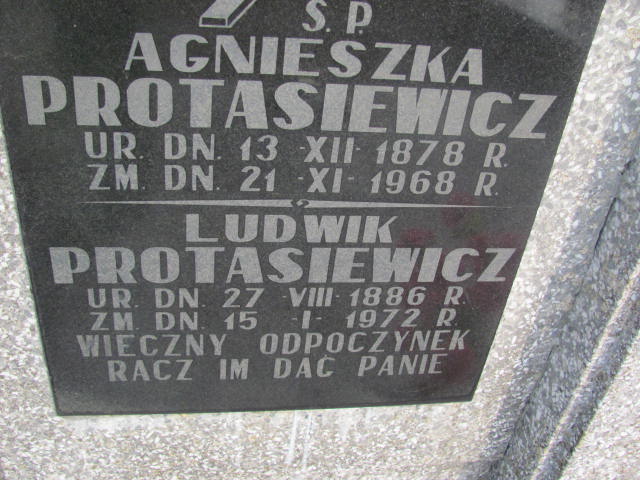 Ś.P.
AGNIESZKA
PROTASIEWICZ
UR. DN. 13 -XII- 1878 R.
ZM. DN. 21 -XI- 1968 R.
LUDWIK
PROTASIEWICZ
UR. DN. 27 VIII-1886 R.
ZM. DN. 15 -I- 1972 R.
WIECZNY ODPOCZYNEK
RACZ IM DAĆ PANIE